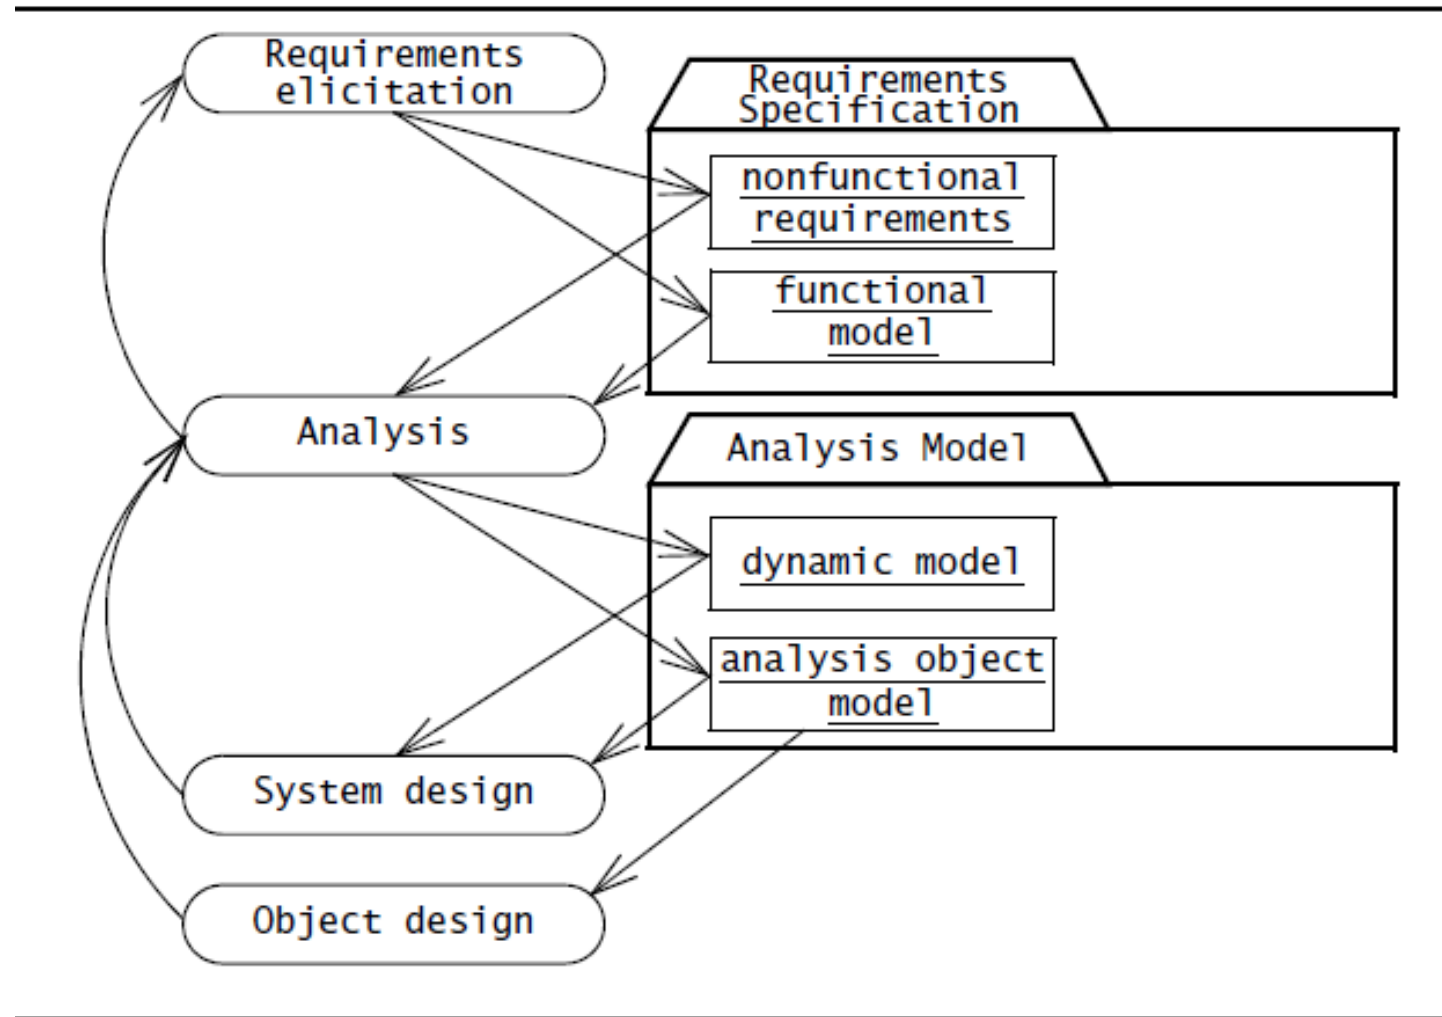 Requirements
elicitation
Requirements
Specification
nonfunctional
requirements
functional
model
Analysis
Analysis Model
dynamic model
analysis object
model
System design
Object design